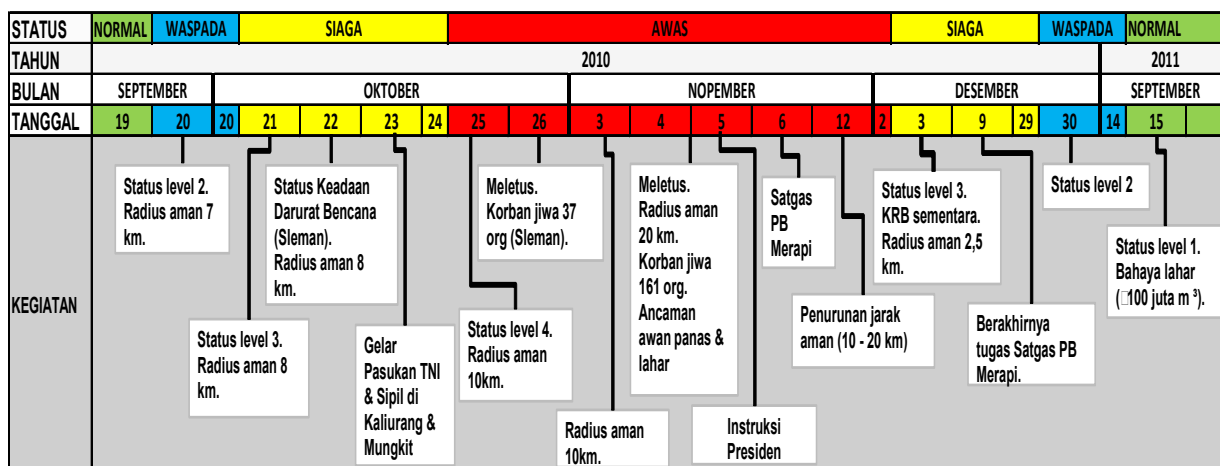 STATUS NORMAL WASPADA SIAGA AWAS SIAGA WASPADA NORMAL
TAHUN 2010 2011
BULAN SEPTEMBER OKTOBER NOPEMBER DESEMBER SEPTEMBER
TANGGAL 19 20 20 21 22 23 24 25 26 3 4 5 6 12 2 3 9 29 30 14 15
KEGIATAN
Status level 2.
Radius aman 7
km.
Status level 3.
Radius aman 8
km.
Status Keadaan
Darurat Bencana
(Sleman).
Radius aman 8
km.
Gelar
Pasukan TNI
& Sipil di
Kaliurang &
Mungkit
Status level 4.
Radius aman
10km.
Meletus.
Korban jiwa 37
org (Sleman).
Radius aman
10km.
Meletus.
Radius aman
20 km.
Korban jiwa
161 org.
Ancaman
awan panas &
lahar
Instruksi
Presiden
Satgas
PB
Merapi
Penurunan jarak
aman (10 - 20 km)
Status level 3.
KRB sementara.
Radius aman 2,5
km.
Berakhirnya
tugas Satgas PB
Merapi.
Status level 2
Status level 1.
Bahaya lahar
(□100 juta m ³).